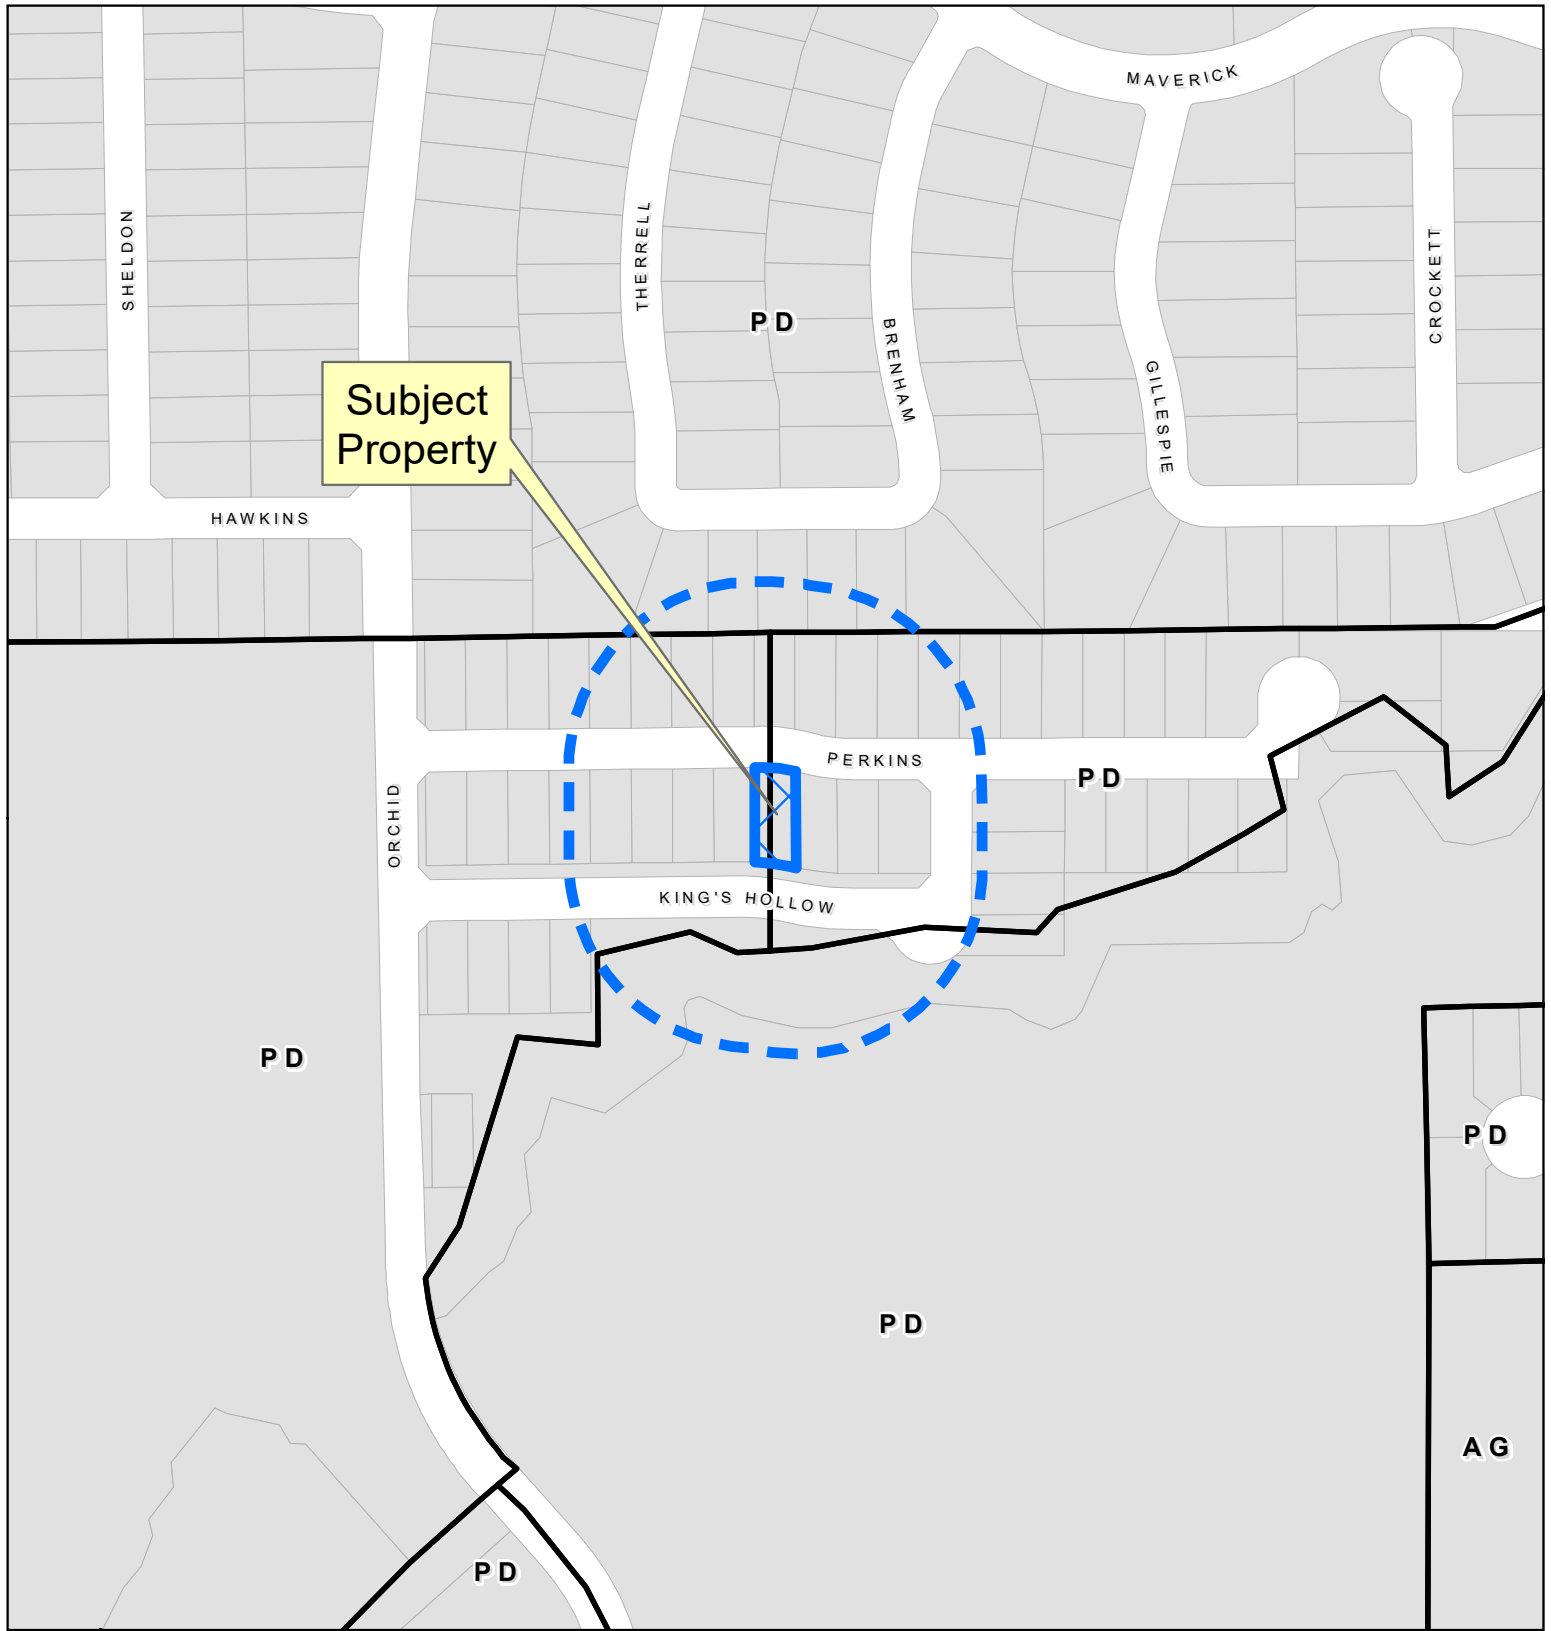 MAVERICK
SHELDON
THERRELL
CROCKETT
PD
BRENHAM
GILLESPIE
Subject
Property
HAWKINS
PERKINS
PD
ORCHID
KING'S HOLLOW
PD
PD
PD
AG
PD